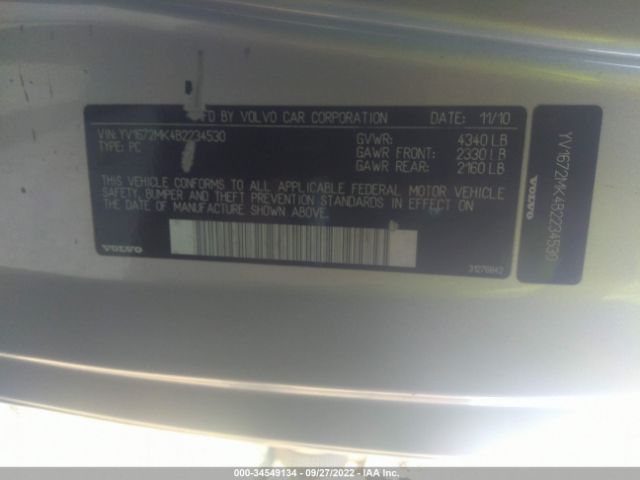 MFD BY VOLVO CAR CORPORATION DATE: 11/10
VIN: YV1672MK4B2234530
TYPE: PC
GVWR: 4340 LB
GAWR FRONT: 2330 LB
GAWR REAR: 2160 LB
THIS VEHICLE CONFORMS TO ALL APPLICABLE FEDERAL MOTOR VEHICLE
SAFETY, BUMPER AND THEFT PREVENTION STANDARDS IN EFFECT ON
THE DATE OF MANUFACTURE SHOWN ABOVE.
VOLVO
31276842
YV1672MK4B2234530
VOLVO
000-34549134 - 09/27/2022 - IAA Inc.